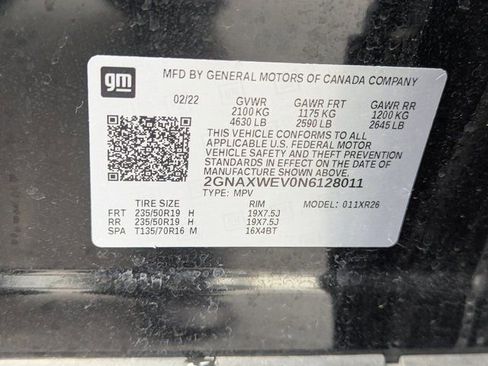 gm
MFD BY GENERAL MOTORS OF CANADA COMPANY
02/22 GVWR GAWR FRT GAWR RR
2100 KG 1175 KG 1200 KG
4630 LB 2590 LB 2645 LB
THIS VEHICLE CONFORMS TO ALL
APPLICABLE U.S. FEDERAL MOTOR
VEHICLE SAFETY AND THEFT
PREVENTION STANDARDS IN EFFECT ON
THE DATE OF MANUFACTURE SHOWN ABOVE.
2GNAXWEV0N6128011
TYPE: MPV MODEL: 011XR26
TIRE SIZE RIM
FRT 235/50R19 H 19X7.5J
RR 235/50R19 H 19X7.5J
SPA T135/70R16 M 16X4BT